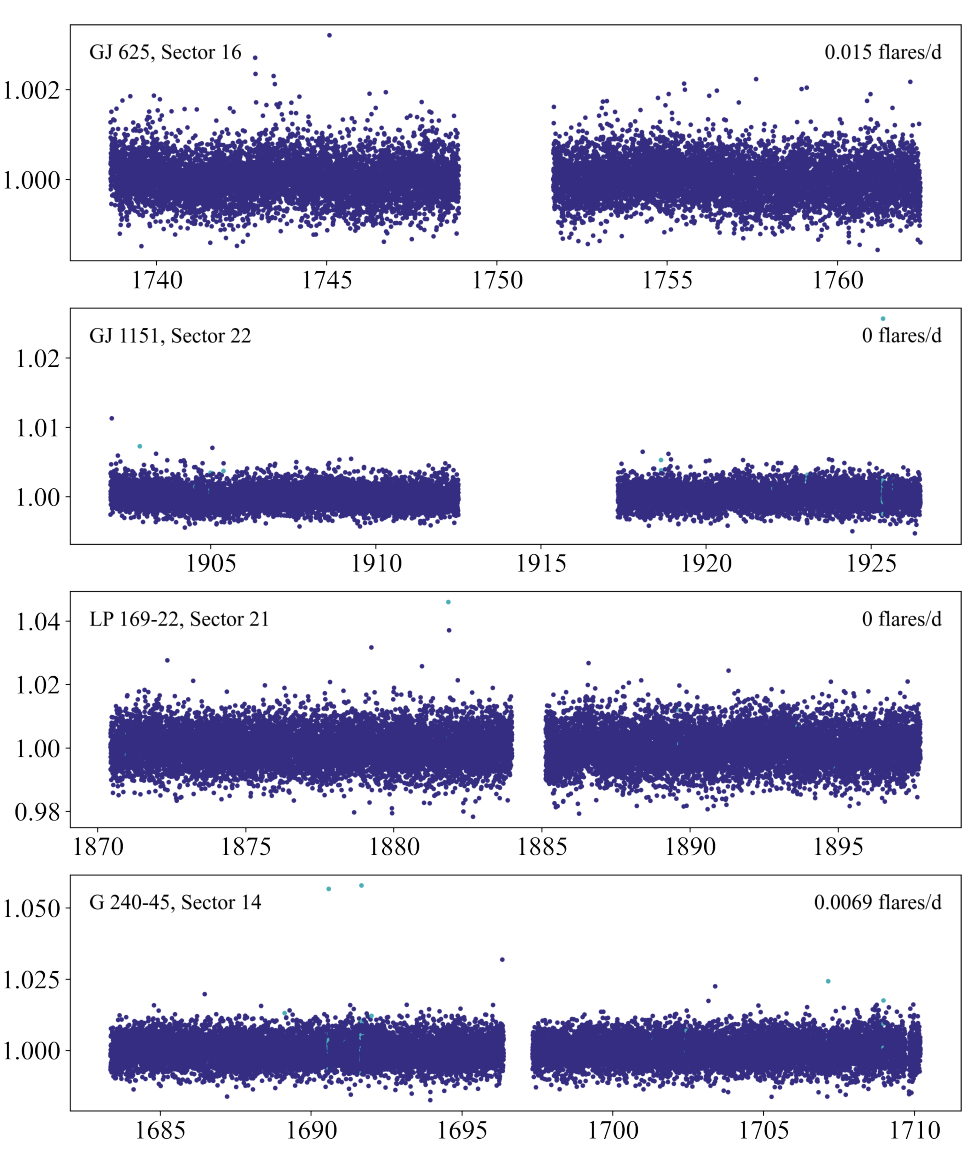 GJ 625, Sector 16 0.015 flares/d
1.002
1.000
1740 1745 1750 1755 1760
GJ 1151, Sector 22 0 flares/d
1.02
1.01
1.00
1905 1910 1915 1920 1925
LP 169-22, Sector 21 0 flares/d
1.04
1.02
1.00
0.98
1870 1875 1880 1885 1890 1895
G 240-45, Sector 14 0.0069 flares/d
1.050
1.025
1.000
1685 1690 1695 1700 1705 1710